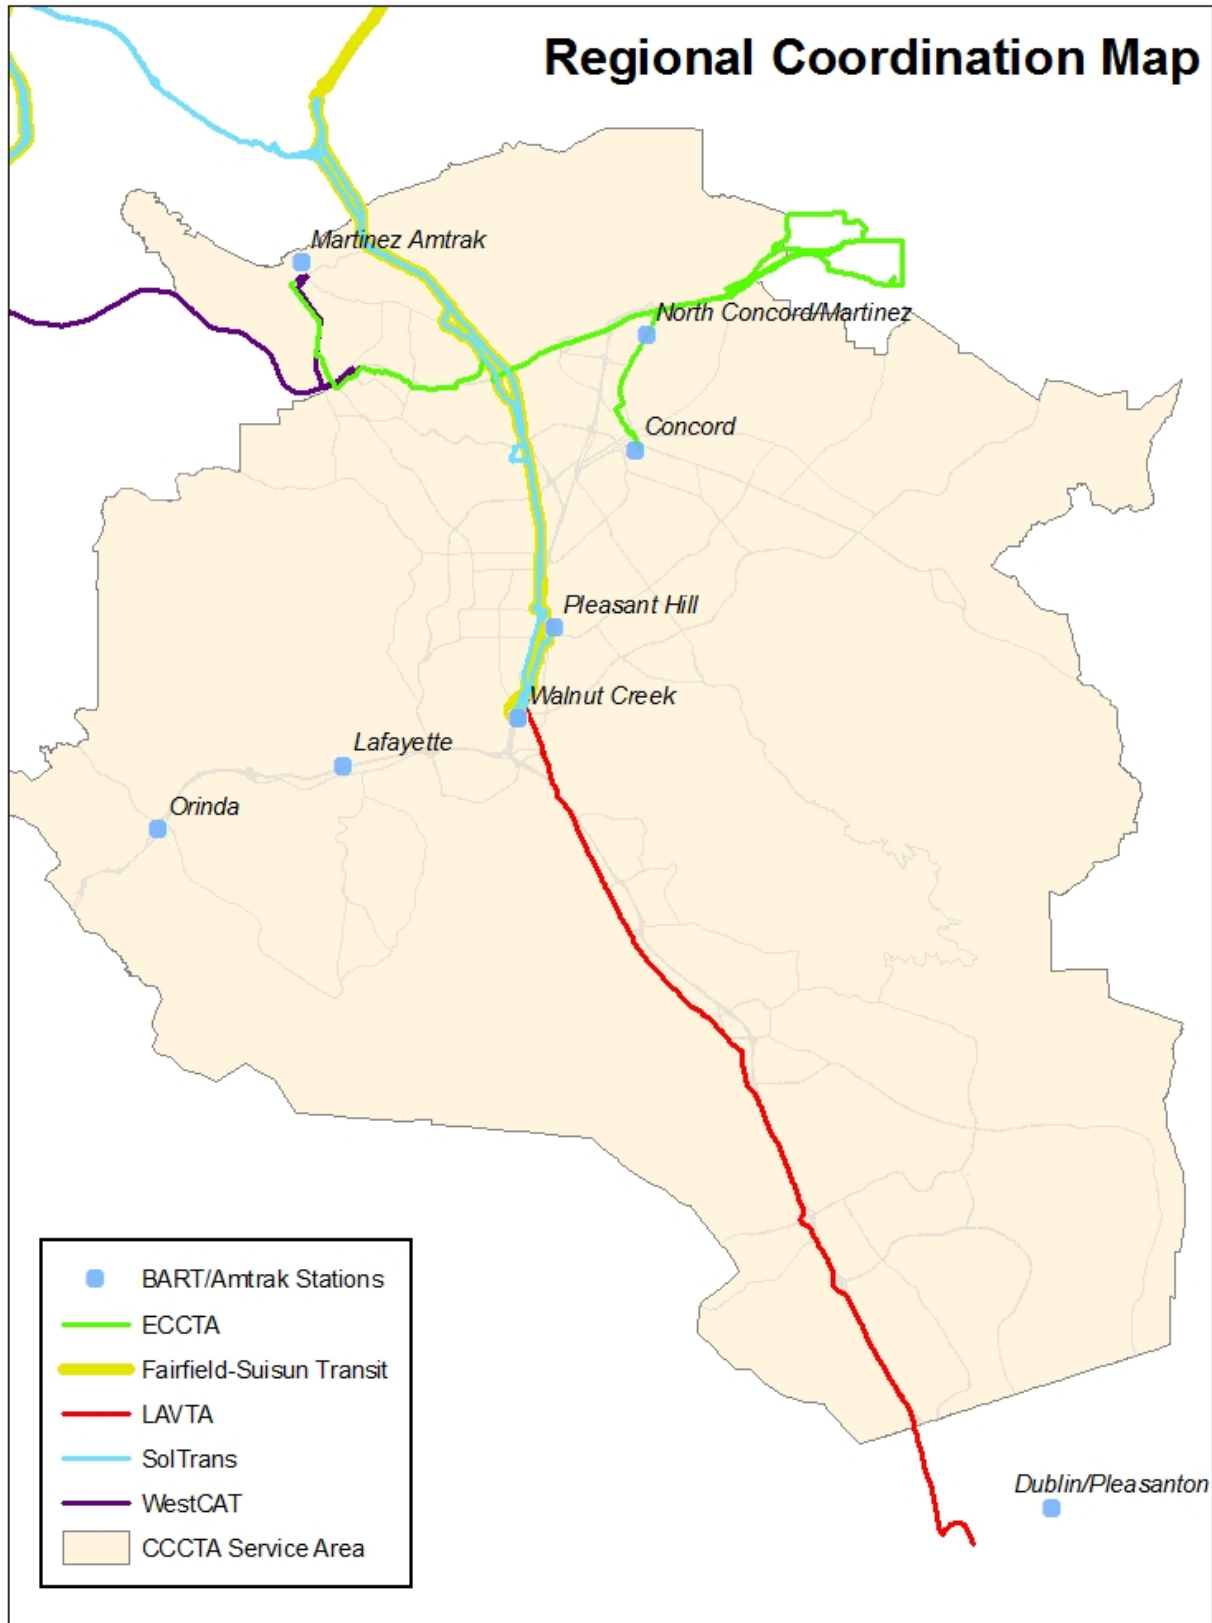 Regional Coordination Map
Martinez Amtrak
North Concord/Martinez
Concord
Pleasant Hill
Walnut Creek
Lafayette
Orinda
Dublin/Pleasanton
BART/Amtrak Stations
ECCTA
Fairfield-Suisun Transit
LAVTA
SolTrans
WestCAT
CCCTA Service Area